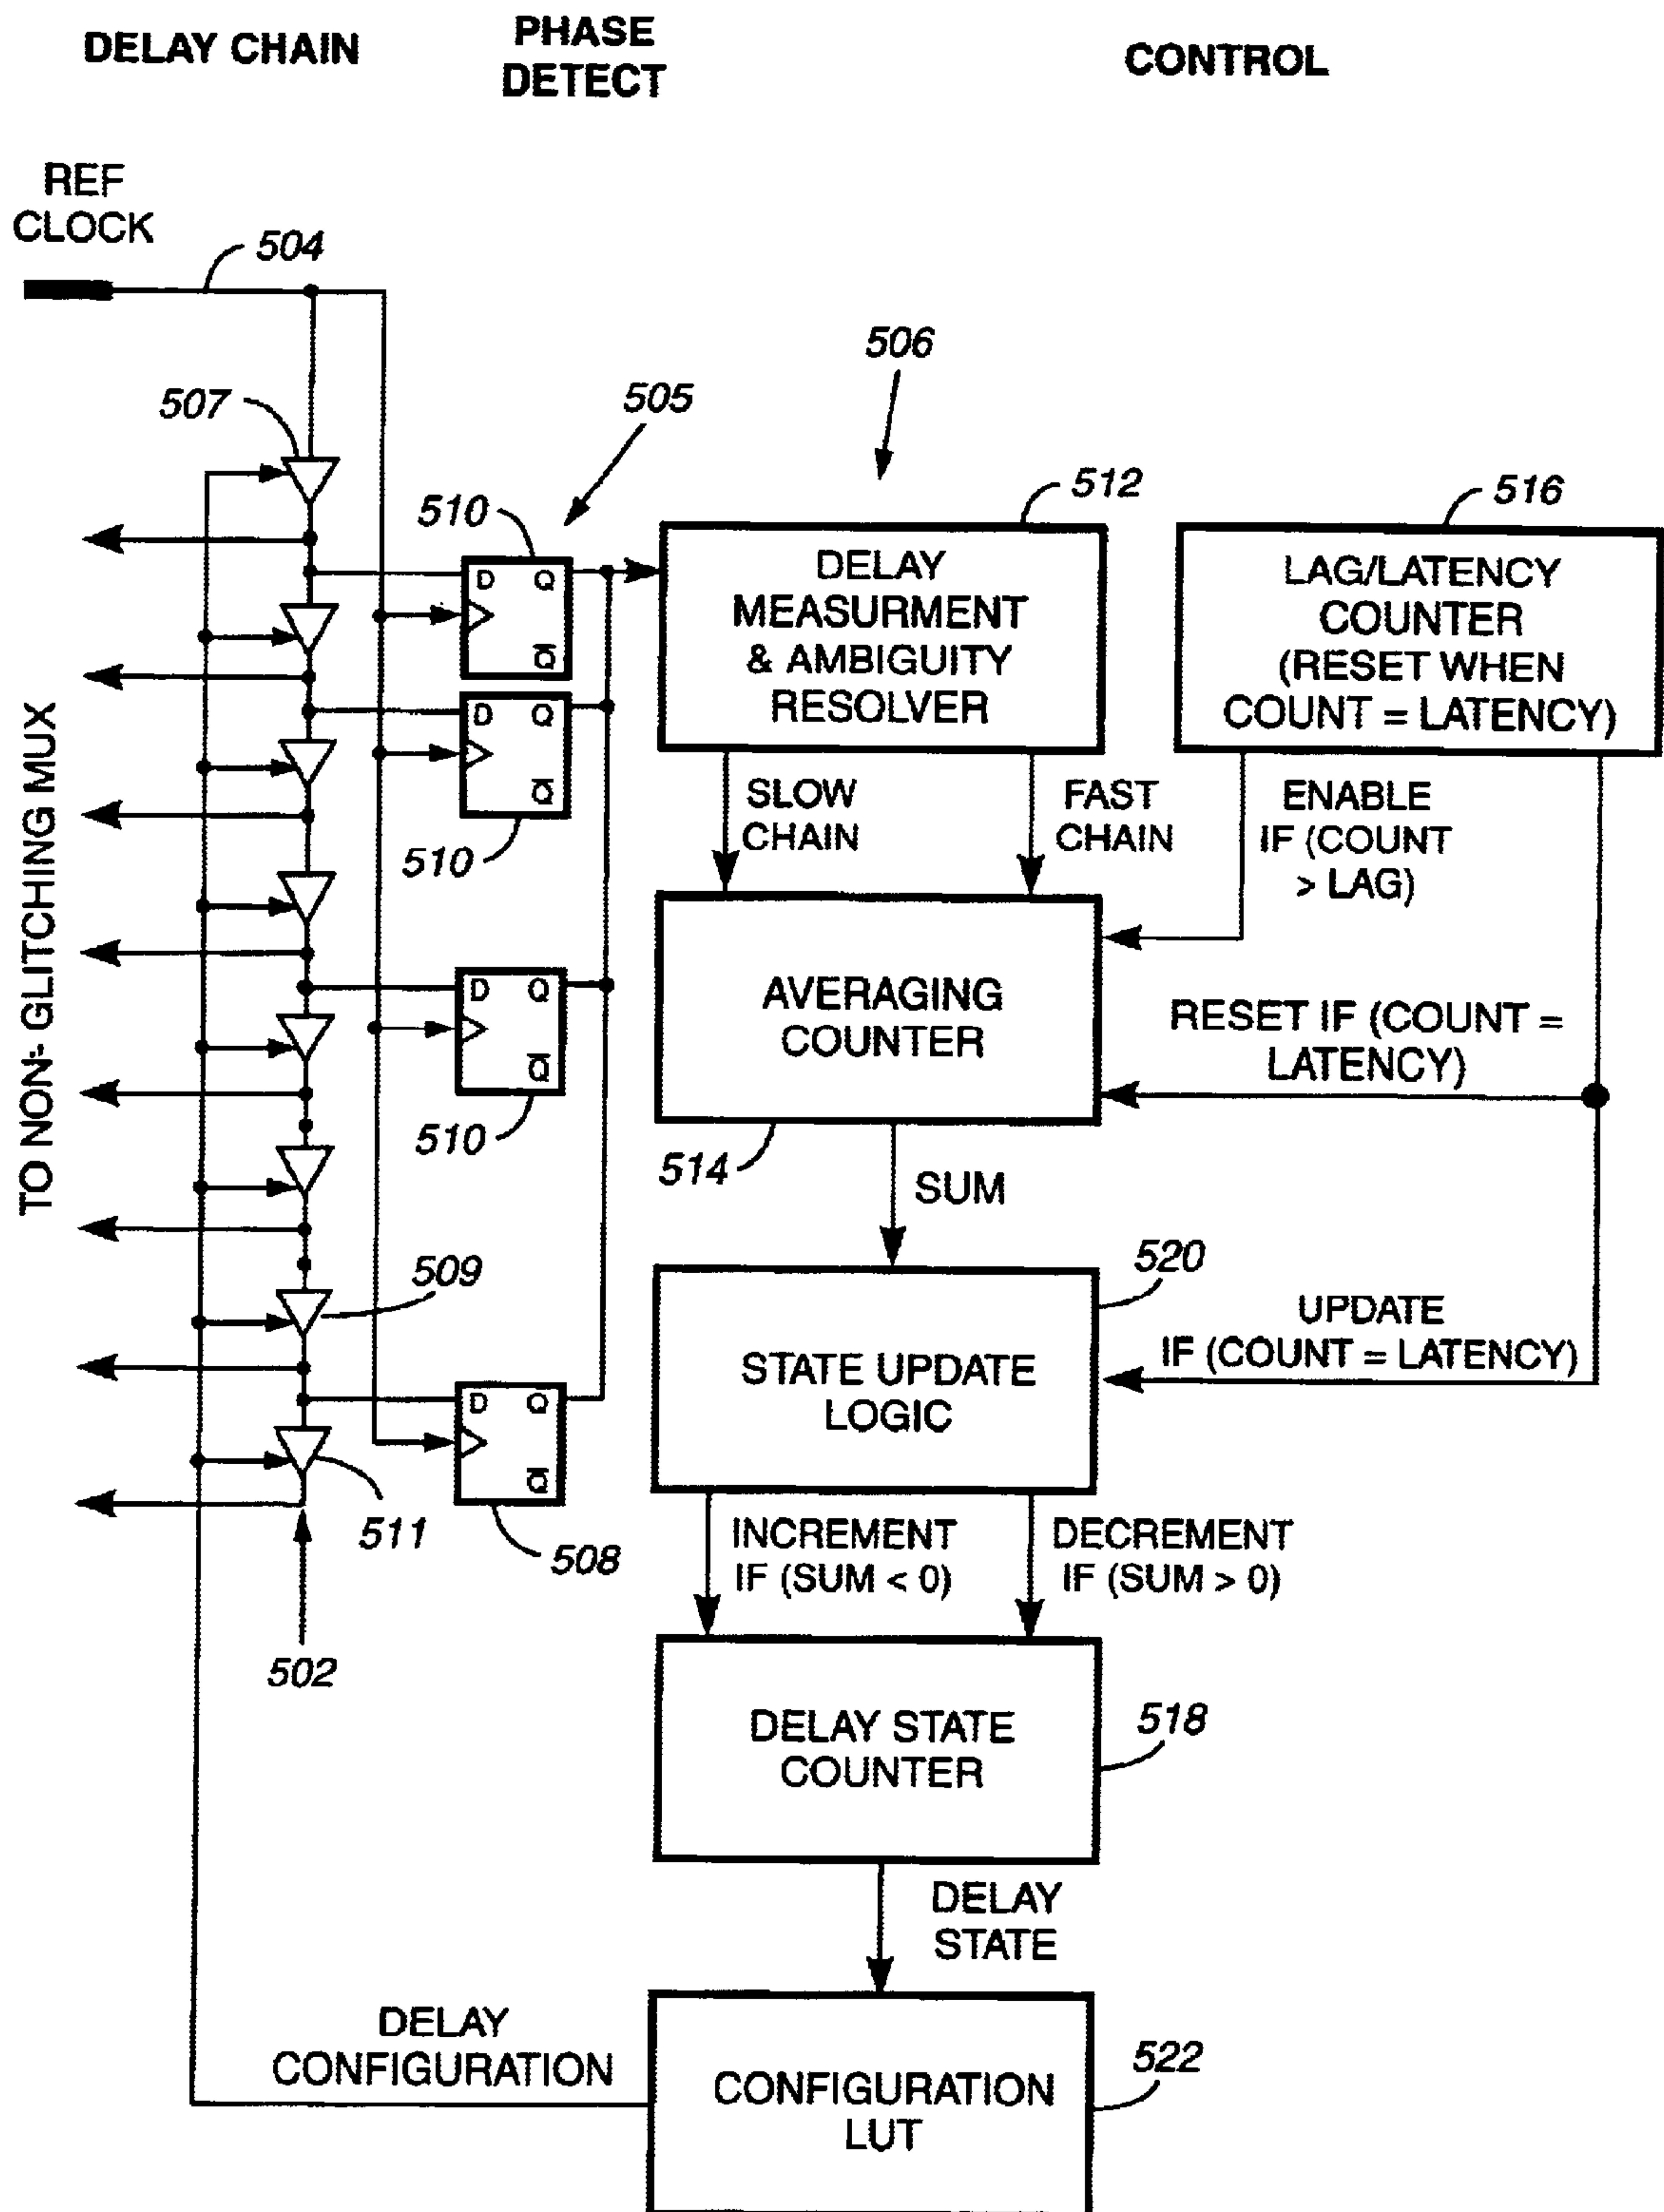 DELAY CHAIN
PHASE
DETECT
CONTROL
REF
CLOCK
504
506
507
505
510
512
516
D Q
Q̅
DELAY
MEASURMENT
& AMBIGUITY
RESOLVER
LAG/LATENCY
COUNTER
(RESET WHEN
COUNT = LATENCY)
D Q
Q̅
510
SLOW
CHAIN
FAST
CHAIN
ENABLE
IF (COUNT
> LAG)
TO NON- GLITCHING MUX
D Q
Q̅
510
AVERAGING
COUNTER
RESET IF (COUNT =
LATENCY)
514
SUM
509
520
UPDATE
IF (COUNT = LATENCY)
STATE UPDATE
LOGIC
D Q
Q̅
511
508
502
INCREMENT
IF (SUM < 0)
DECREMENT
IF (SUM > 0)
DELAY STATE
COUNTER
518
DELAY
STATE
DELAY
CONFIGURATION
CONFIGURATION
LUT
522